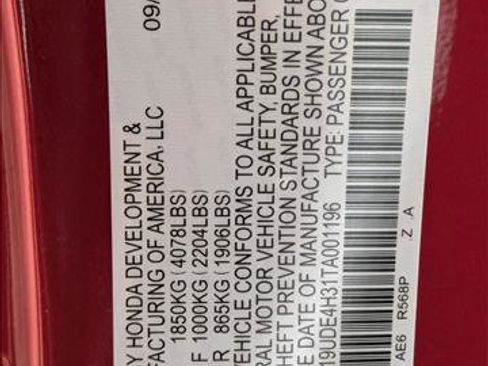 09/
Y HONDA DEVELOPMENT &
FACTURING OF AMERICA, LLC
1850KG (4078LBS)
F 1000KG (2204LBS)
R 865KG (1906LBS)
VEHICLE CONFORMS TO ALL APPLICABLE
RAL MOTOR VEHICLE SAFETY, BUMPER,
HEFT PREVENTION STANDARDS IN EFFE
E DATE OF MANUFACTURE SHOWN ABO
19UDE4H31TA001196 TYPE: PASSENGER C
AE6 R568P .Z .A